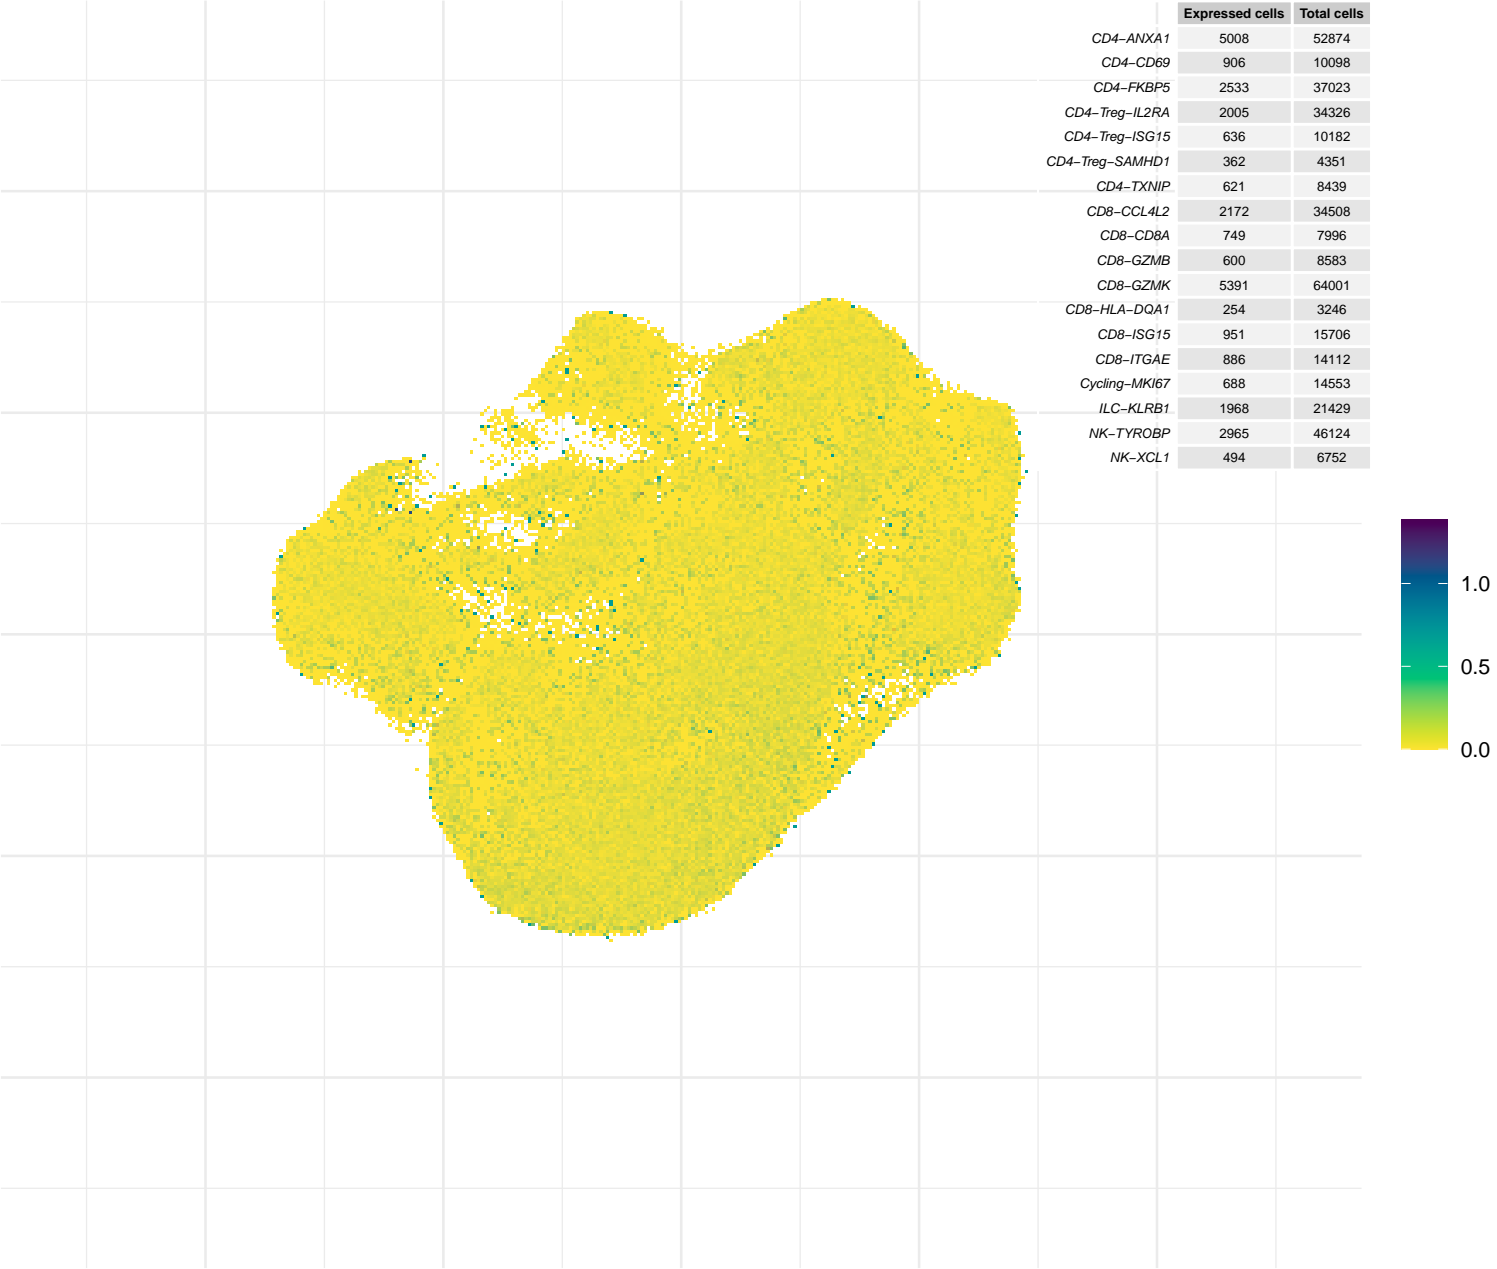 Expressed cells Total cells
CD4−ANXA1 5008 52874
CD4−CD69 906 10098
CD4−FKBP5 2533 37023
CD4−Treg−IL2RA 2005 34326
CD4−Treg−ISG15 636 10182
CD4−Treg−SAMHD1 362 4351
CD4−TXNIP 621 8439
CD8−CCL4L2 2172 34508
CD8−CD8A 749 7996
CD8−GZMB 600 8583
CD8−GZMK 5391 64001
CD8−HLA−DQA1 254 3246
CD8−ISG15 951 15706
CD8−ITGAE 886 14112
Cycling−MKI67 688 14553
ILC−KLRB1 1968 21429
NK−TYROBP 2965 46124
NK−XCL1 494 6752
1.0
0.5
0.0